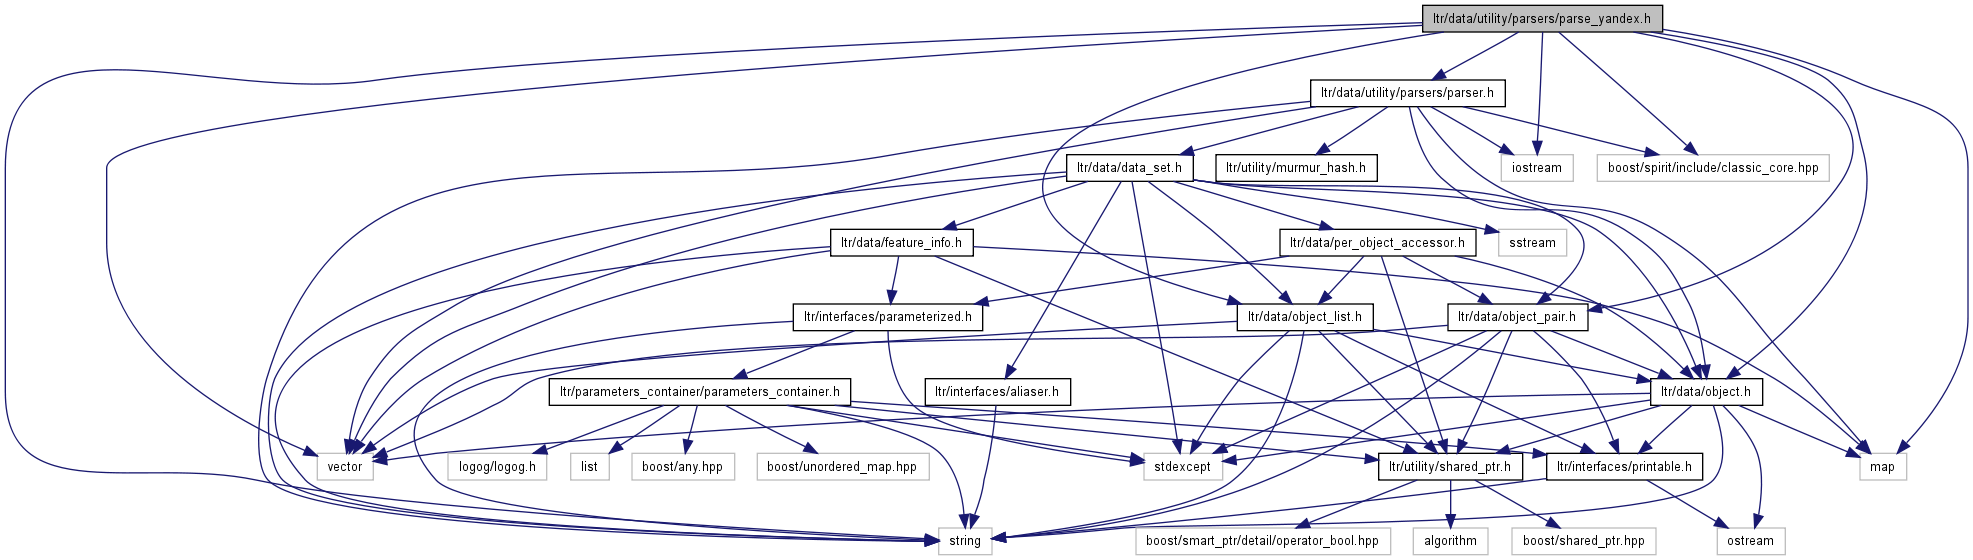 ltr/data/utility/parsers/parse_yandex.h
ltr/data/utility/parsers/parser.h
ltr/data/data_set.h
ltr/utility/murmur_hash.h
iostream
boost/spirit/include/classic_core.hpp
ltr/data/feature_info.h
ltr/data/per_object_accessor.h
sstream
ltr/interfaces/parameterized.h
ltr/data/object_list.h
ltr/data/object_pair.h
ltr/parameters_container/parameters_container.h
ltr/interfaces/aliaser.h
ltr/data/object.h
vector
logog/logog.h
list
boost/any.hpp
boost/unordered_map.hpp
stdexcept
ltr/utility/shared_ptr.h
ltr/interfaces/printable.h
map
string
boost/smart_ptr/detail/operator_bool.hpp
algorithm
boost/shared_ptr.hpp
ostream